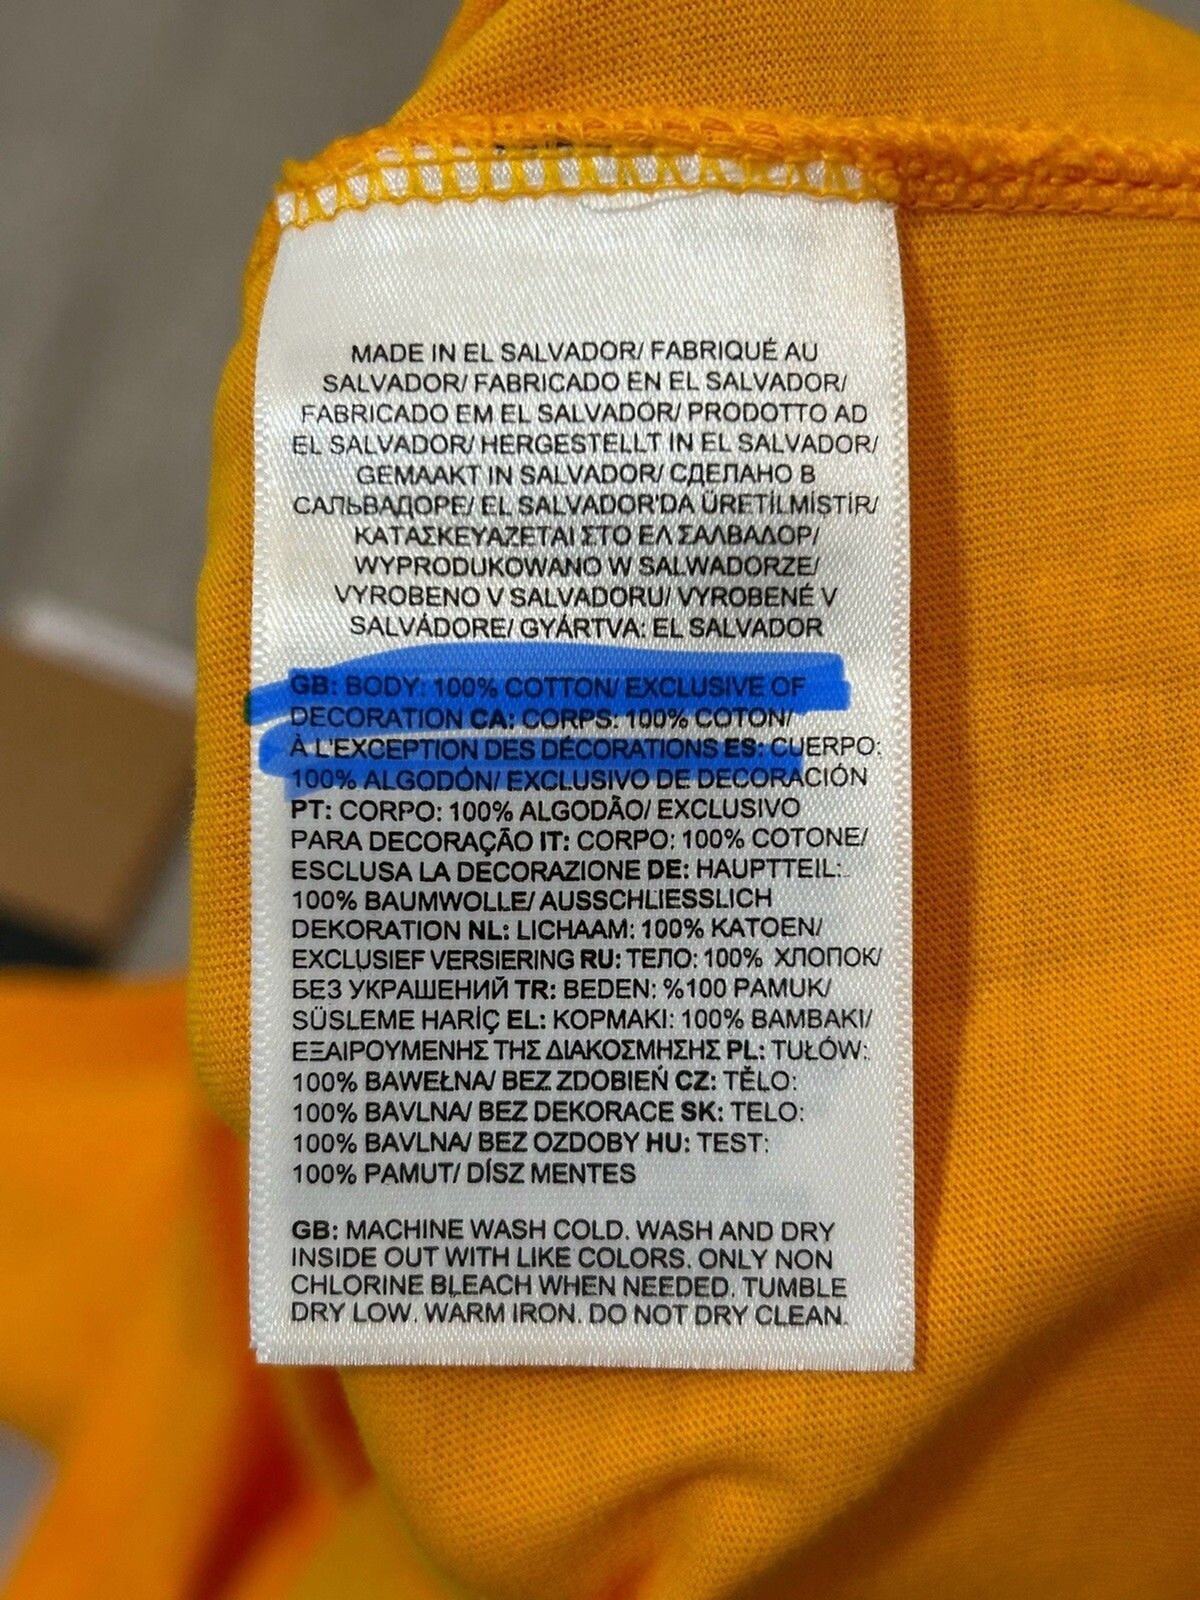 MADE IN EL SALVADOR/ FABRIQUÉ AU
SALVADOR/ FABRICADO EN EL SALVADOR/
FABRICADO EM EL SALVADOR/ PRODOTTO AD
EL SALVADOR/ HERGESTELLT IN EL SALVADOR/
GEMAAKT IN SALVADOR/ СДЕЛАНО В
САЛЬВАДОРЕ/ EL SALVADOR'DA ÜRETİLMİSTİR/
ΚΑΤΑΣΚΕΥΑΖΕΤΑΙ ΣΤΟ ΕΛ ΣΑΛΒΑΔΟΡ/
WYPRODUKOWANO W SALWADORZE/
VYROBENO V SALVADORU/ VYROBENÉ V
SALVÁDORE/ GYÁRTVA: EL SALVADOR
GB: BODY: 100% COTTON/ EXCLUSIVE OF
DECORATION CA: CORPS: 100% COTON/
À L'EXCEPTION DES DÉCORATIONS ES: CUERPO:
100% ALGODÓN/ EXCLUSIVO DE DECORACIÓN
PT: CORPO: 100% ALGODÃO/ EXCLUSIVO
PARA DECORAÇÃO IT: CORPO: 100% COTONE/
ESCLUSA LA DECORAZIONE DE: HAUPTTEIL:
100% BAUMWOLLE/ AUSSCHLIESSLICH
DEKORATION NL: LICHAAM: 100% KATOEN/
EXCLUSIEF VERSIERING RU: ТЕЛО: 100% ХЛОПОК/
БЕЗ УКРАШЕНИЙ TR: BEDEN: %100 PAMUK/
SÜSLEME HARİÇ EL: ΚΟΡΜΑΚΙ: 100% ΒΑΜΒΑΚΙ/
ΕΞΑΙΡΟΥΜΕΝΗΣ ΤΗΣ ΔΙΑΚΟΣΜΗΣΗΣ PL: TUŁÓW:
100% BAWEŁNA/ BEZ ZDOBIEŃ CZ: TĚLO:
100% BAVLNA/ BEZ DEKORACE SK: TELO:
100% BAVLNA/ BEZ OZDOBY HU: TEST:
100% PAMUT/ DÍSZ MENTES
GB: MACHINE WASH COLD. WASH AND DRY
INSIDE OUT WITH LIKE COLORS. ONLY NON
CHLORINE BLEACH WHEN NEEDED. TUMBLE
DRY LOW. WARM IRON. DO NOT DRY CLEAN.